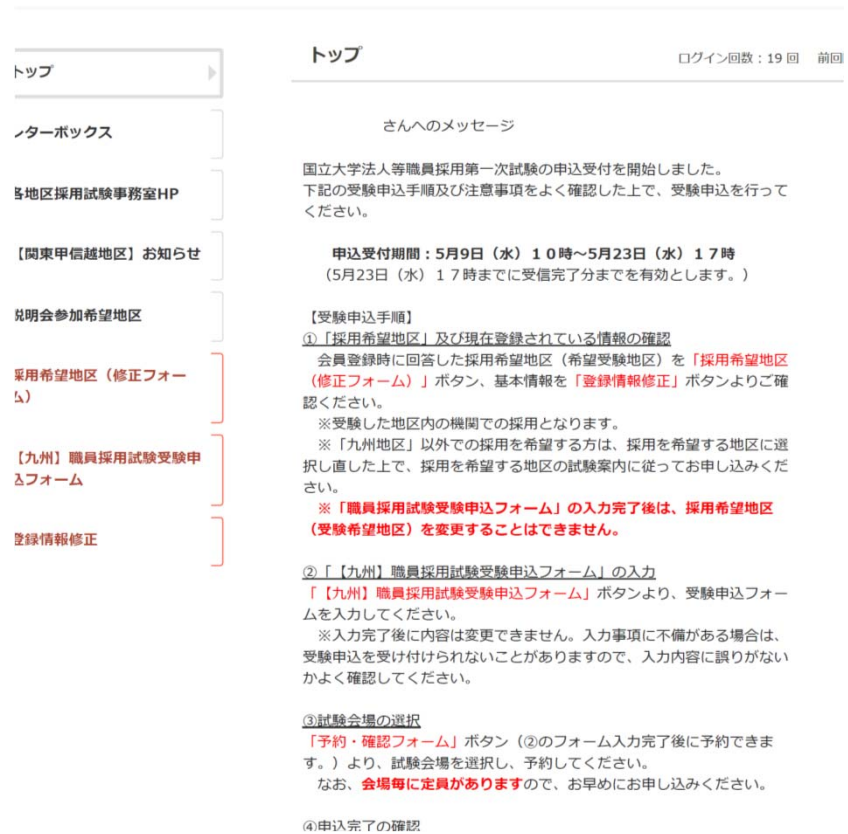 トップ
ログイン回数：19 回　前回
トップ
レターボックス
各地区採用試験事務室HP
【関東甲信越地区】お知らせ
説明会参加希望地区
採用希望地区（修正フォー
ム）
【九州】職員採用試験受験申
込フォーム
登録情報修正
さんへのメッセージ
国立大学法人等職員採用第一次試験の申込受付を開始しました。
下記の受験申込手順及び注意事項をよく確認した上で、受験申込を行って
ください。
申込受付期間：5月9日（水）１０時～5月23日（水）１７時
（5月23日（水）１７時までに受信完了分までを有効とします。）
【受験申込手順】
①「採用希望地区」及び現在登録されている情報の確認
会員登録時に回答した採用希望地区（希望受験地区）を「採用希望地区
（修正フォーム）」ボタン、基本情報を「登録情報修正」ボタンよりご確
認ください。
※受験した地区内の機関での採用となります。
※「九州地区」以外での採用を希望する方は、採用を希望する地区に選
択し直した上で、採用を希望する地区の試験案内に従ってお申し込みくだ
さい。
※「職員採用試験受験申込フォーム」の入力完了後は、採用希望地区
（受験希望地区）を変更することはできません。
②「【九州】職員採用試験受験申込フォーム」の入力
「【九州】職員採用試験受験申込フォーム」ボタンより、受験申込フォー
ムを入力してください。
※入力完了後に内容は変更できません。入力事項に不備がある場合は、
受験申込を受け付けられないことがありますので、入力内容に誤りがない
かよく確認してください。
③試験会場の選択
「予約・確認フォーム」ボタン（②のフォーム入力完了後に予約できま
す。）より、試験会場を選択し、予約してください。
なお、会場毎に定員がありますので、お早めにお申し込みください。
④申込完了の確認